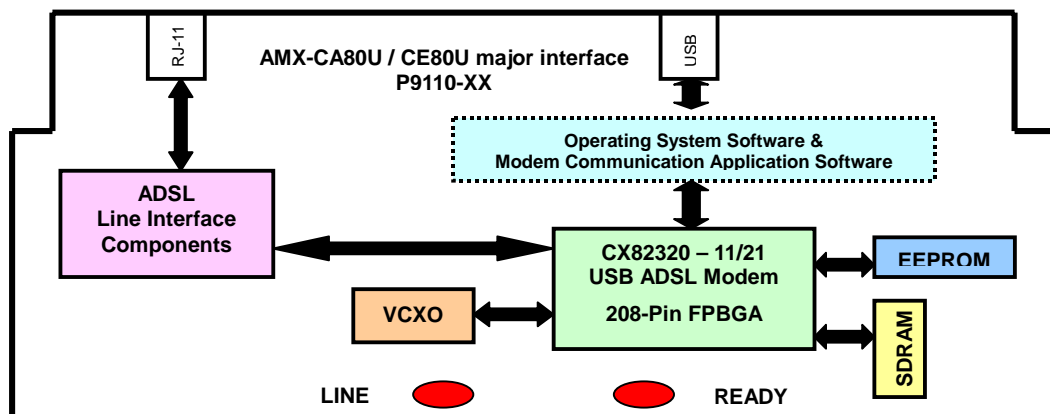 RJ-11
AMX-CA80U / CE80U major interface
P9110-XX
USB
Operating System Software &
Modem Communication Application Software
ADSL
Line Interface
Components
CX82320 – 11/21
USB ADSL Modem
208-Pin FPBGA
EEPROM
VCXO
SDRAM
LINE
READY